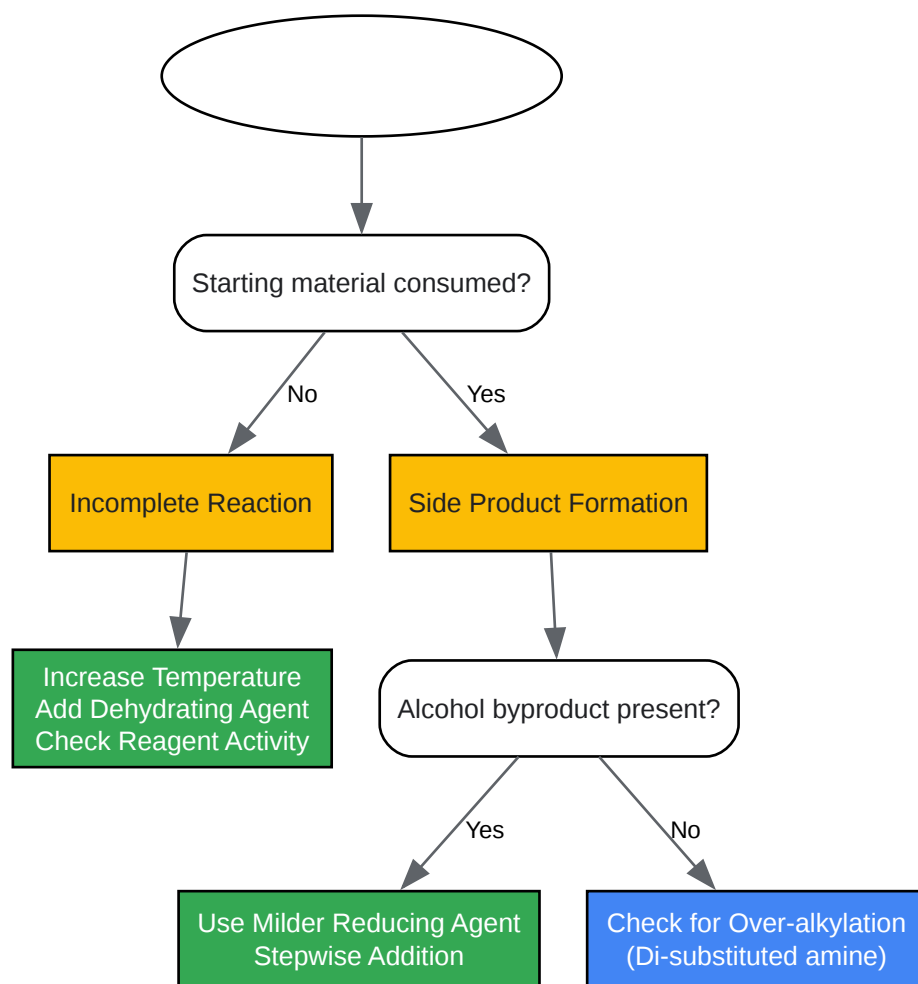 Starting material consumed?
No
Yes
Incomplete Reaction
Side Product Formation
Increase Temperature
Add Dehydrating Agent
Check Reagent Activity
Alcohol byproduct present?
Yes
No
Use Milder Reducing Agent
Stepwise Addition
Check for Over-alkylation
(Di-substituted amine)